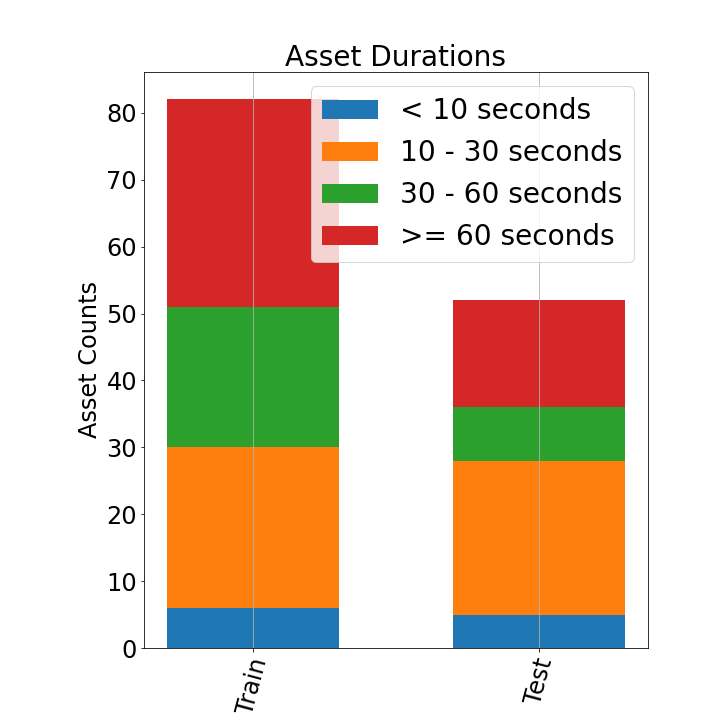 Asset Durations
< 10 seconds
10 - 30 seconds
30 - 60 seconds
>= 60 seconds
Asset Counts
80
70
60
50
40
30
20
10
0
Train
Test